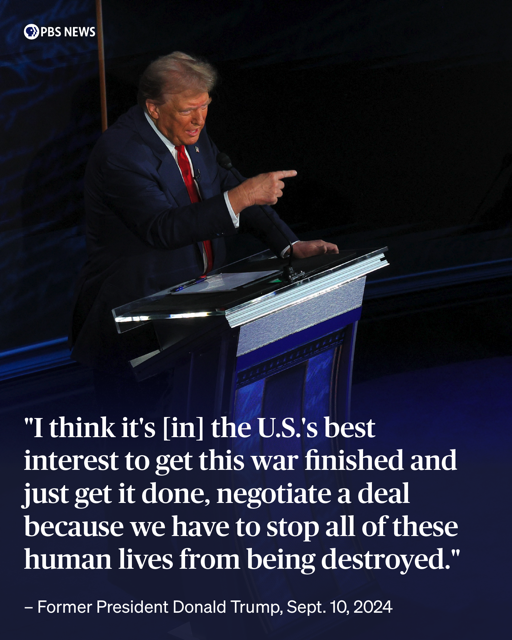 PBS NEWS
"I think it's [in] the U.S.'s best
interest to get this war finished and
just get it done, negotiate a deal
because we have to stop all of these
human lives from being destroyed."
– Former President Donald Trump, Sept. 10, 2024